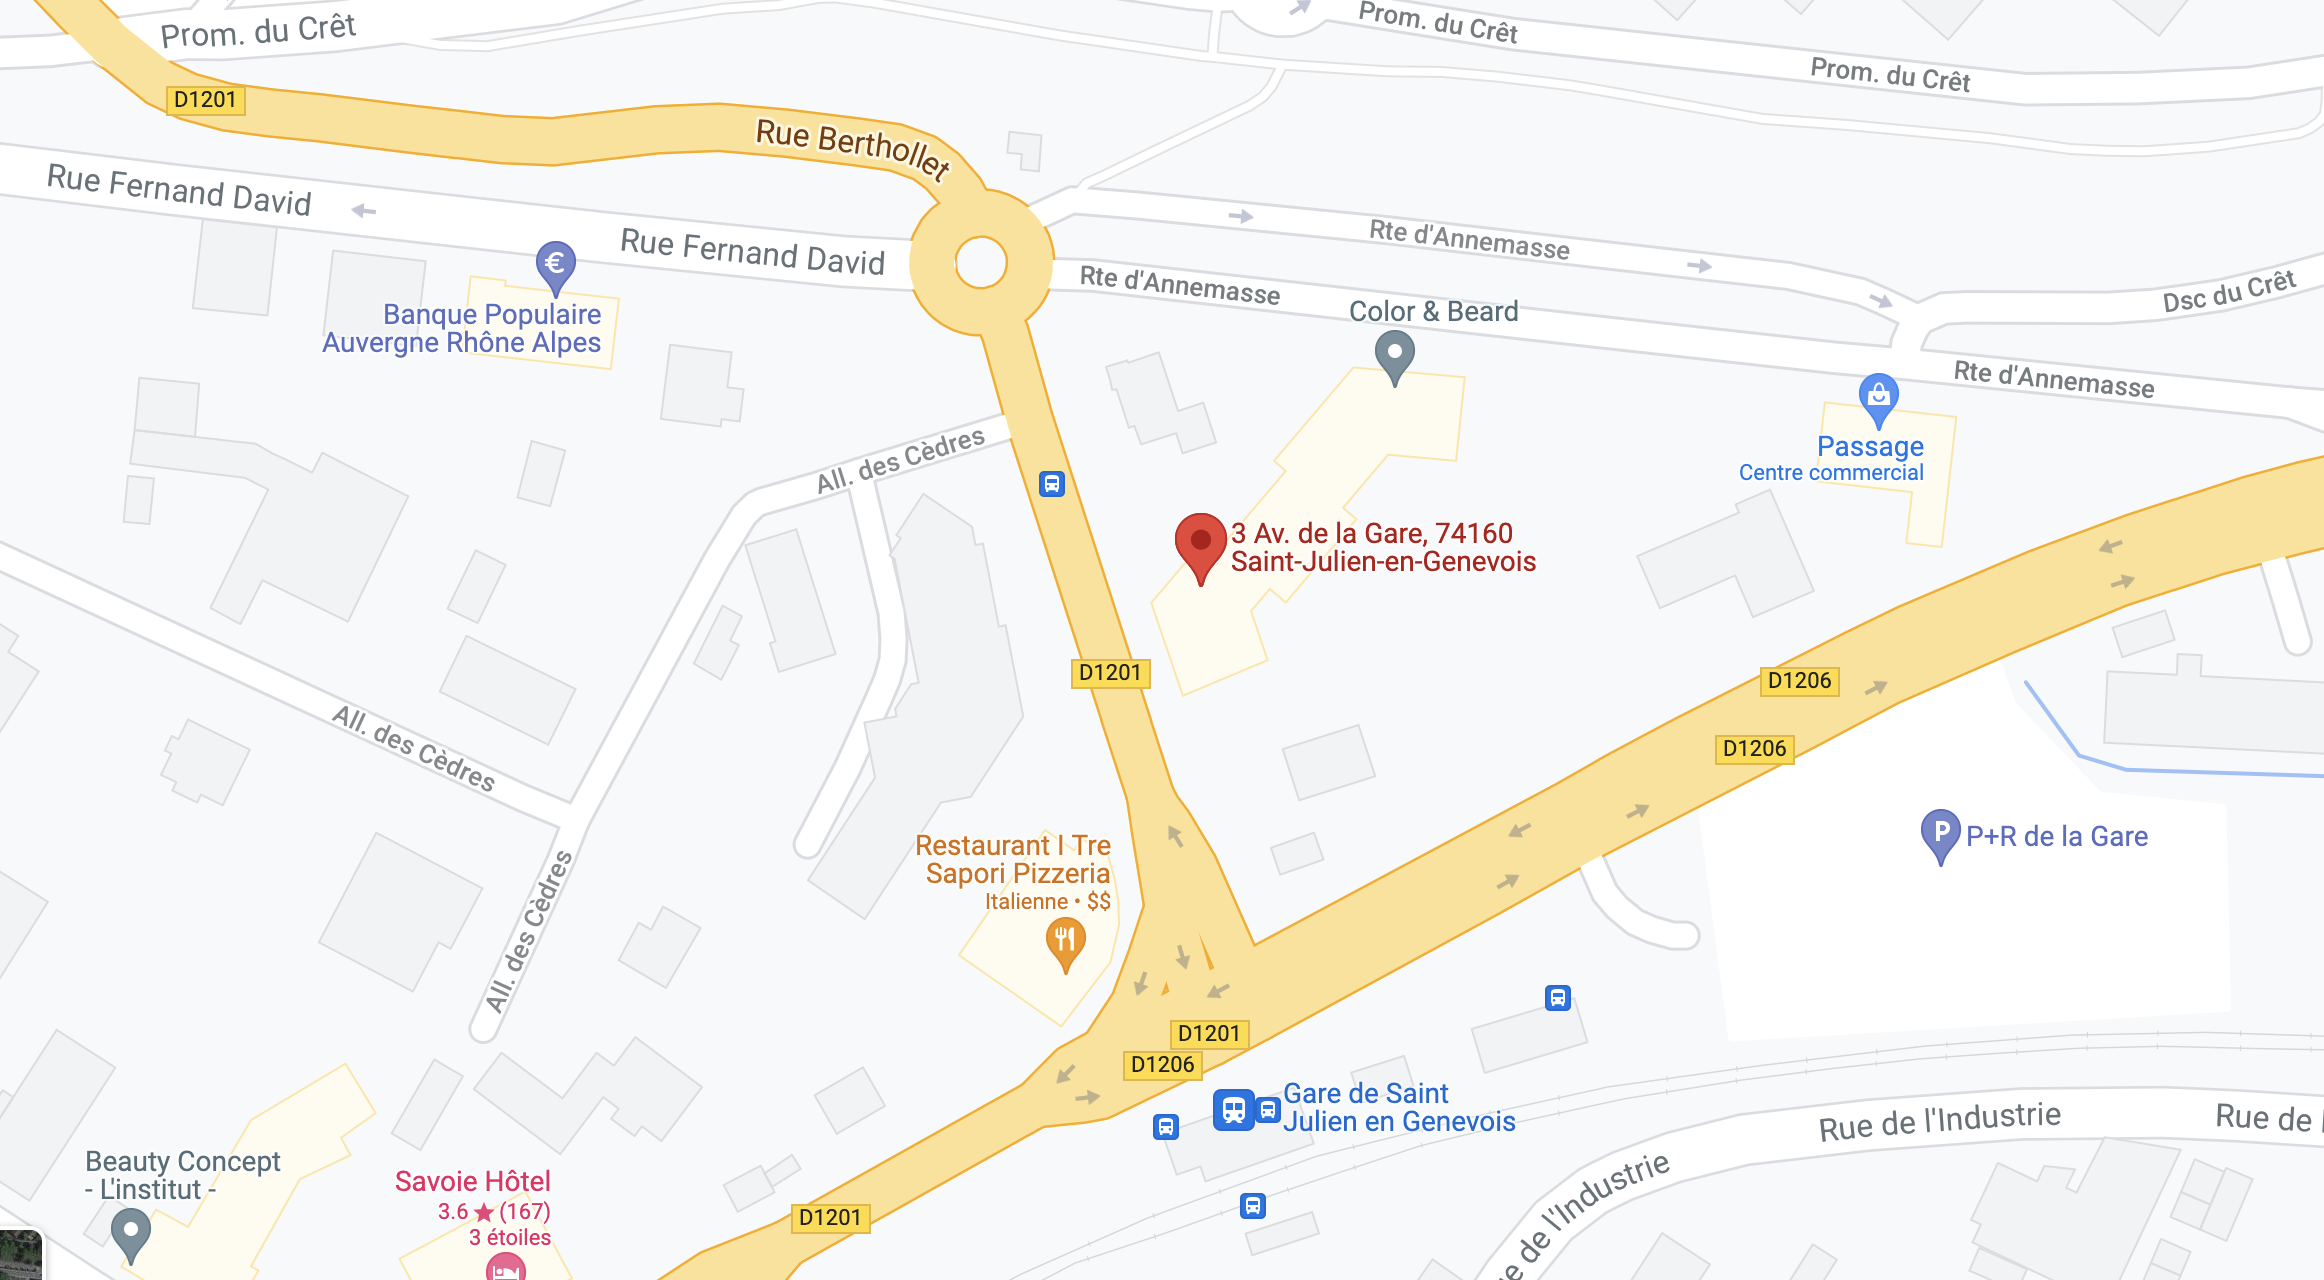 Prom. du Crêt
Prom. du Crêt
Prom. du Crêt
D1201
Rue Berthollet
Rue Fernand David
Rue Fernand David
Rte d'Annemasse
Rte d'Annemasse
Dsc du Crêt
Color & Beard
Banque Populaire
Auvergne Rhône Alpes
Rte d'Annemasse
Passage
Centre commercial
All. des Cèdres
3 Av. de la Gare, 74160
Saint-Julien-en-Genevois
D1201
D1206
D1206
All. des Cèdres
P+R de la Gare
Restaurant I Tre
Sapori Pizzeria
Italienne • $$
All. des Cèdres
D1201
D1206
Gare de Saint
Julien en Genevois
Rue de l'Industrie
Rue de l
Beauty Concept
- L'institut -
Savoie Hôtel
3.6 ★ (167)
3 étoiles
D1201
e de l'Industrie